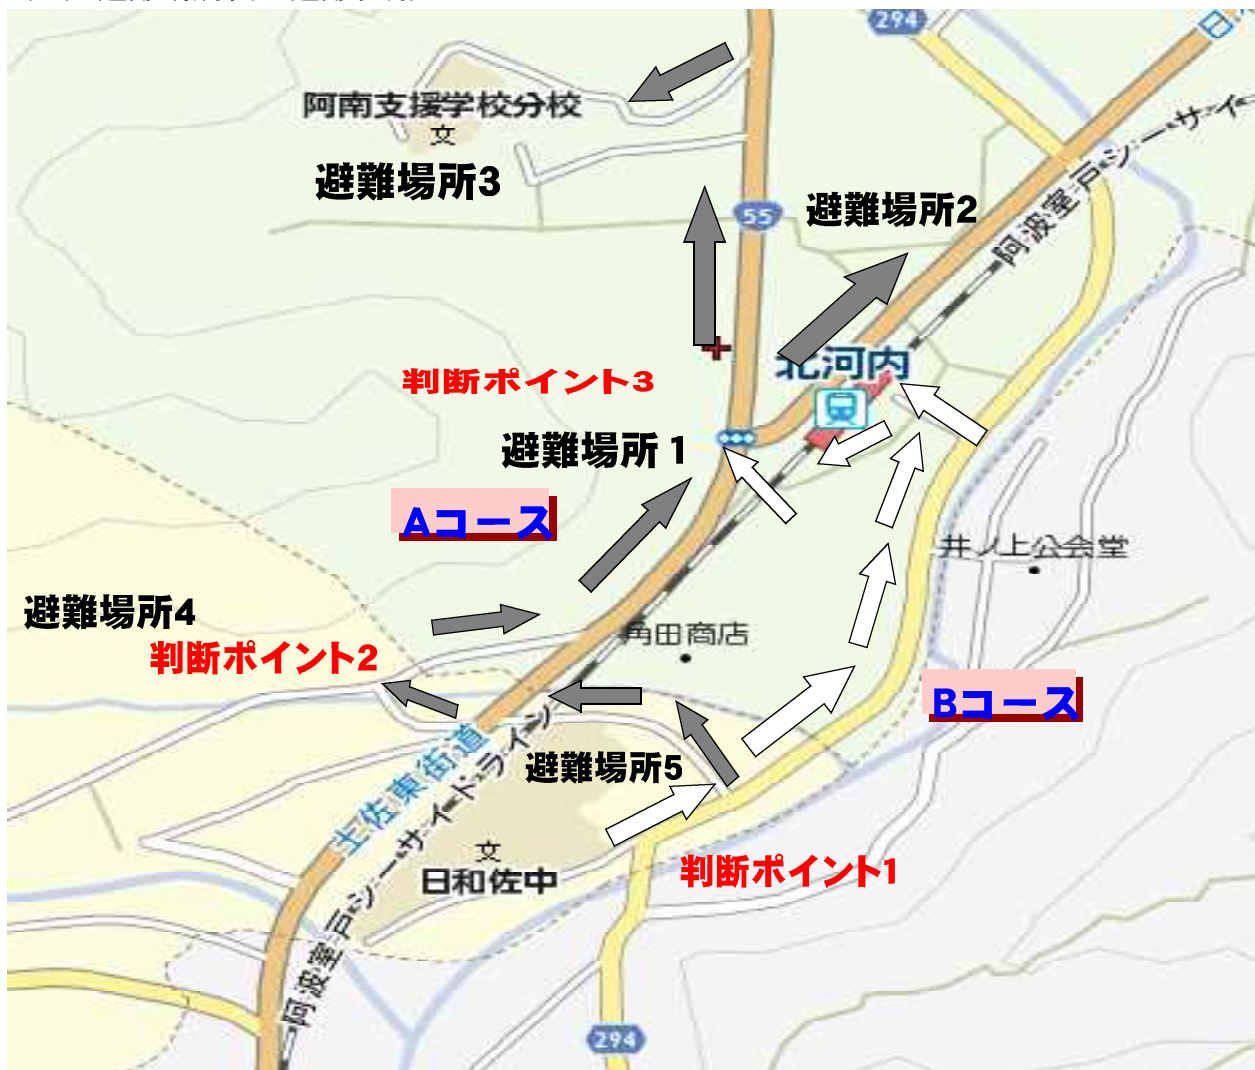 294
阿南支援学校分校
文
避難場所3
55
避難場所2
阿波室戸シーサイ
北河内
判断ポイント3
避難場所1
Aコース
井ノ上公会堂
避難場所4
角田商店
判断ポイント2
Bコース
土佐東街道
避難場所5
阿波室戸シーサイドライン
文
日和佐中
判断ポイント1
294